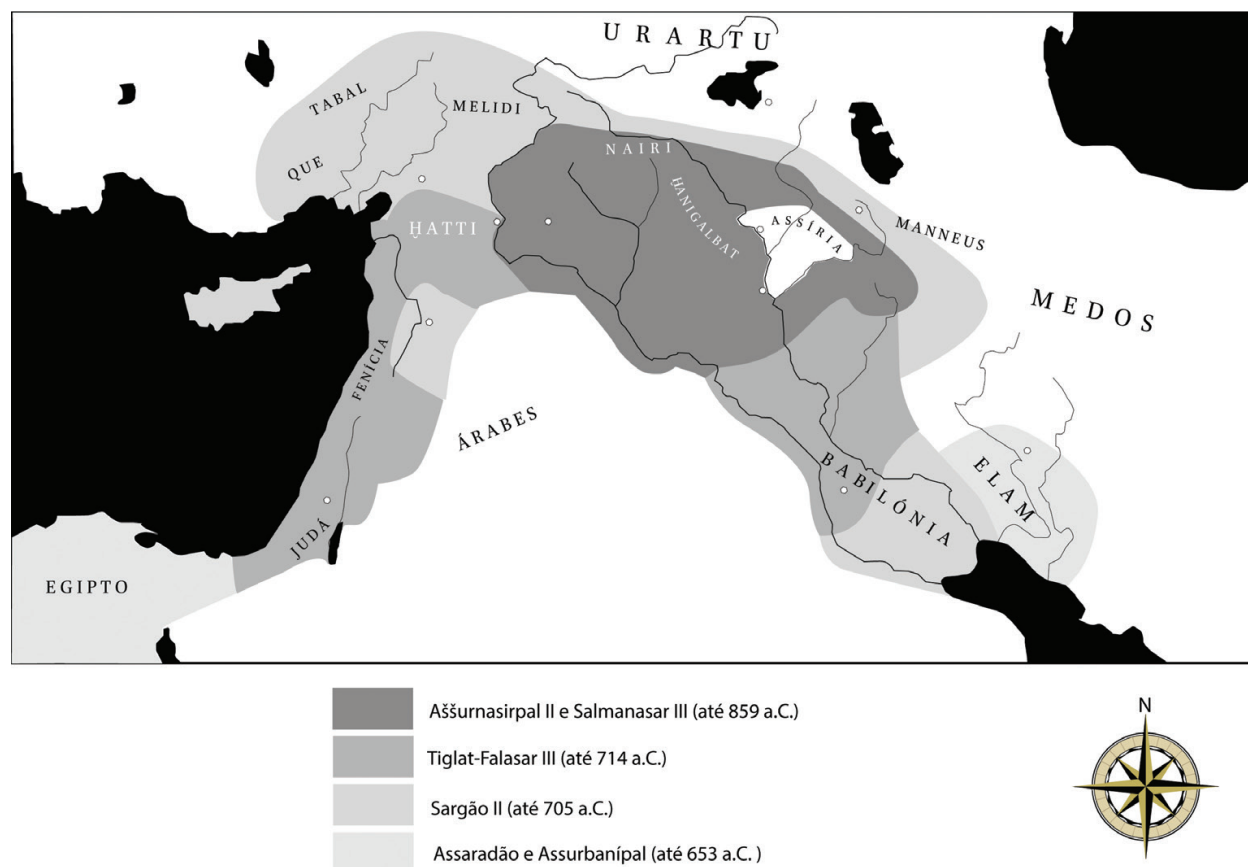 URARTU
TABAL
MELIDI
QUE
NAIRI
ḪANIGALBAT
ḪATTI
ASSÍRIA
MANNEUS
MEDOS
FENÍCIA
ÁRABES
BABILÓNIA
ELAM
JUDÁ
EGIPTO
Aššurnasirpal II e Salmanasar III (até 859 a.C.)
N
Tiglat-Falasar III (até 714 a.C.)
Sargão II (até 705 a.C.)
Assaradão e Assurbanípal (até 653 a.C. )